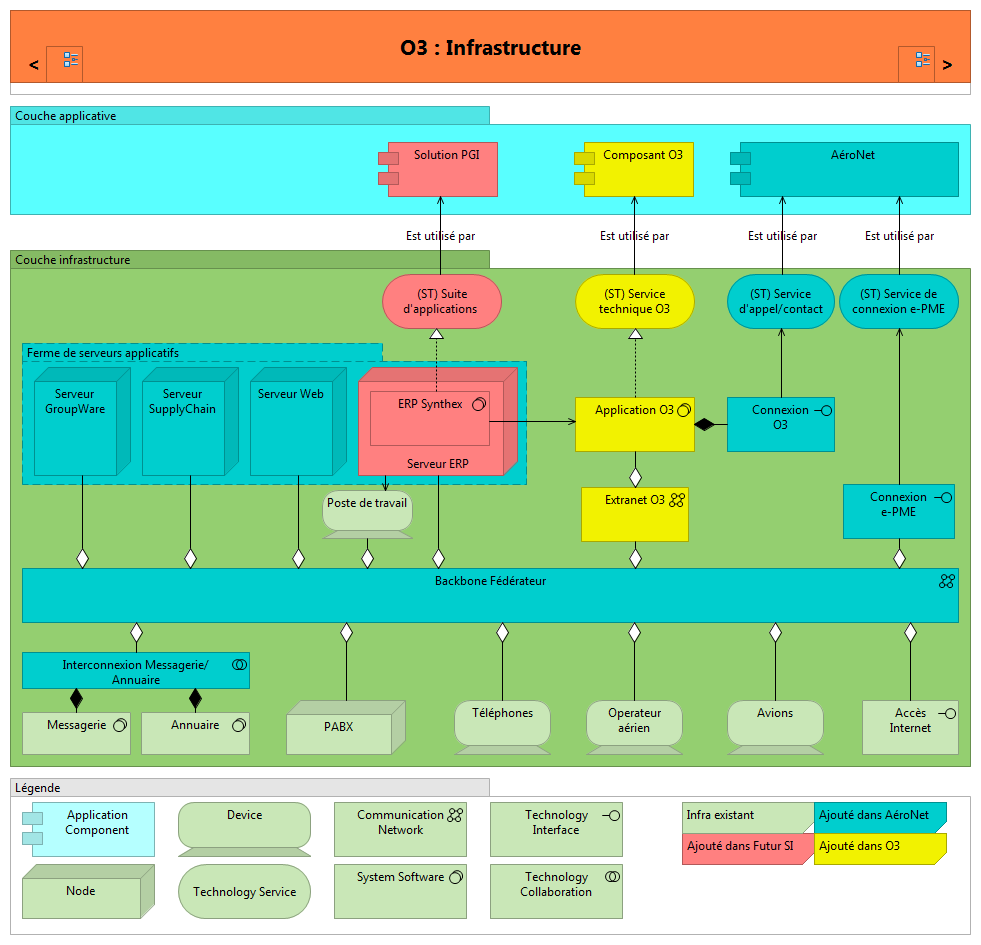 O3 : Infrastructure
<
>
Couche applicative
Solution PGI
Composant O3
AéroNet
Est utilisé par
Est utilisé par
Est utilisé par
Est utilisé par
Couche infrastructure
(ST) Suite
d'applications
(ST) Service
technique O3
(ST) Service
d'appel/contact
(ST) Service de
connexion e-PME
Ferme de serveurs applicatifs
Serveur
GroupWare
Serveur
SupplyChain
Serveur Web
ERP Synthex
Serveur ERP
Application O3
Connexion
O3
Poste de travail
Extranet O3
Connexion
e-PME
Backbone Fédérateur
Interconnexion Messagerie/
Annuaire
Messagerie
Annuaire
PABX
Téléphones
Operateur
aérien
Avions
Accès
Internet
Légende
Application
Component
Device
Communication
Network
Technology
Interface
Node
Technology Service
System Software
Technology
Collaboration
Infra existant
Ajouté dans AéroNet
Ajouté dans Futur SI
Ajouté dans O3